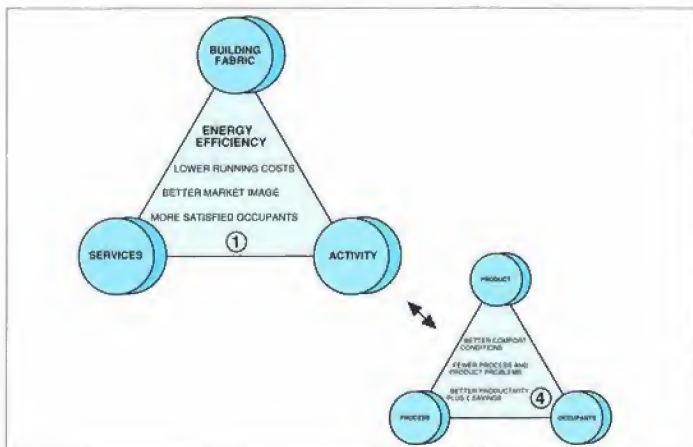 BUILDING
FABRIC
ENERGY
EFFICIENCY
LOWER RUNNING COSTS
BETTER MARKET IMAGE
MORE SATISFIED OCCUPANTS
1
SERVICES
ACTIVITY
PRODUCT
BETTER COMFORT
CONDITIONS
FEWER PROCESS AND
PRODUCT PROBLEMS
BETTER PRODUCTIVITY
PLUS £ SAVINGS
4
PROCESS
OCCUPANTS